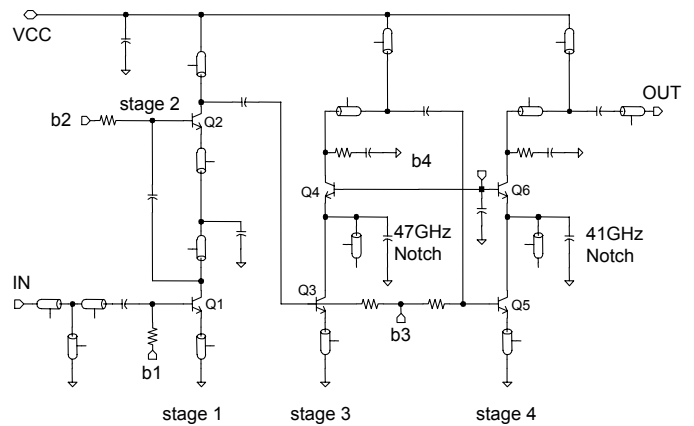 VCC
OUT
stage 2
b2
Q2
b4
Q4
Q6
47GHz
Notch
41GHz
Notch
IN
Q3
Q1
Q5
b1
b3
stage 1
stage 3
stage 4